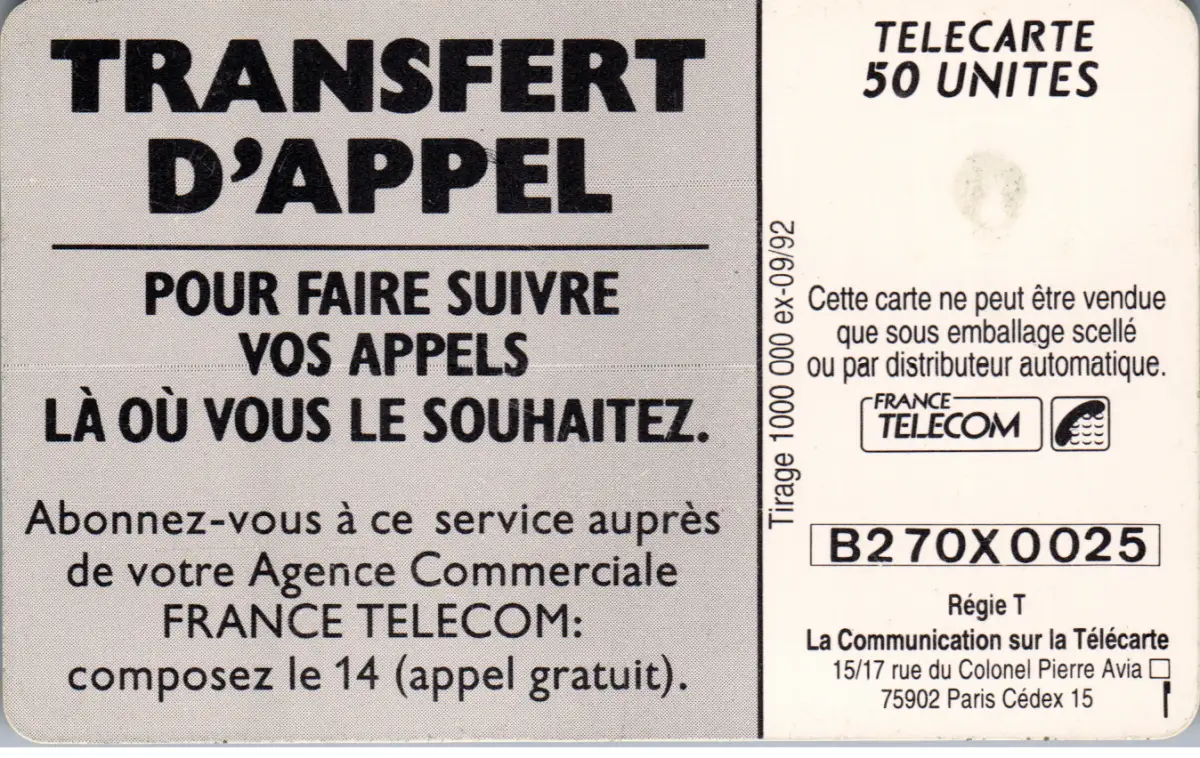 TRANSFERT
D'APPEL
POUR FAIRE SUIVRE
VOS APPELS
LÀ OÙ VOUS LE SOUHAITEZ.
Abonnez-vous à ce service auprès
de votre Agence Commerciale
FRANCE TELECOM:
composez le 14 (appel gratuit).
Tirage 1000 000 ex-09/92
TELECARTE
50 UNITES
Cette carte ne peut être vendue
que sous emballage scellé
ou par distributeur automatique.
FRANCE
TELECOM
B270X0025
Régie T
La Communication sur la Télécarte
15/17 rue du Colonel Pierre Avia
75902 Paris Cédex 15